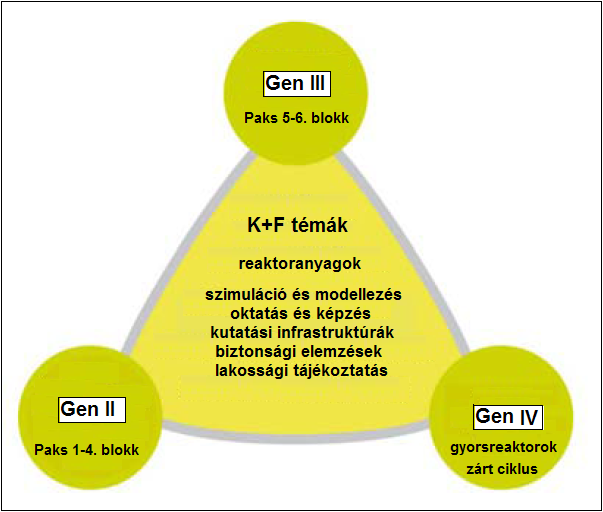 Gen III
Paks 5-6. blokk
K+F témák
reaktoranyagok
szimuláció és modellezés
oktatás és képzés
kutatási infrastruktúrák
biztonsági elemzések
lakossági tájékoztatás
Gen II
Paks 1-4. blokk
Gen IV
gyorsreaktorok
zárt ciklus